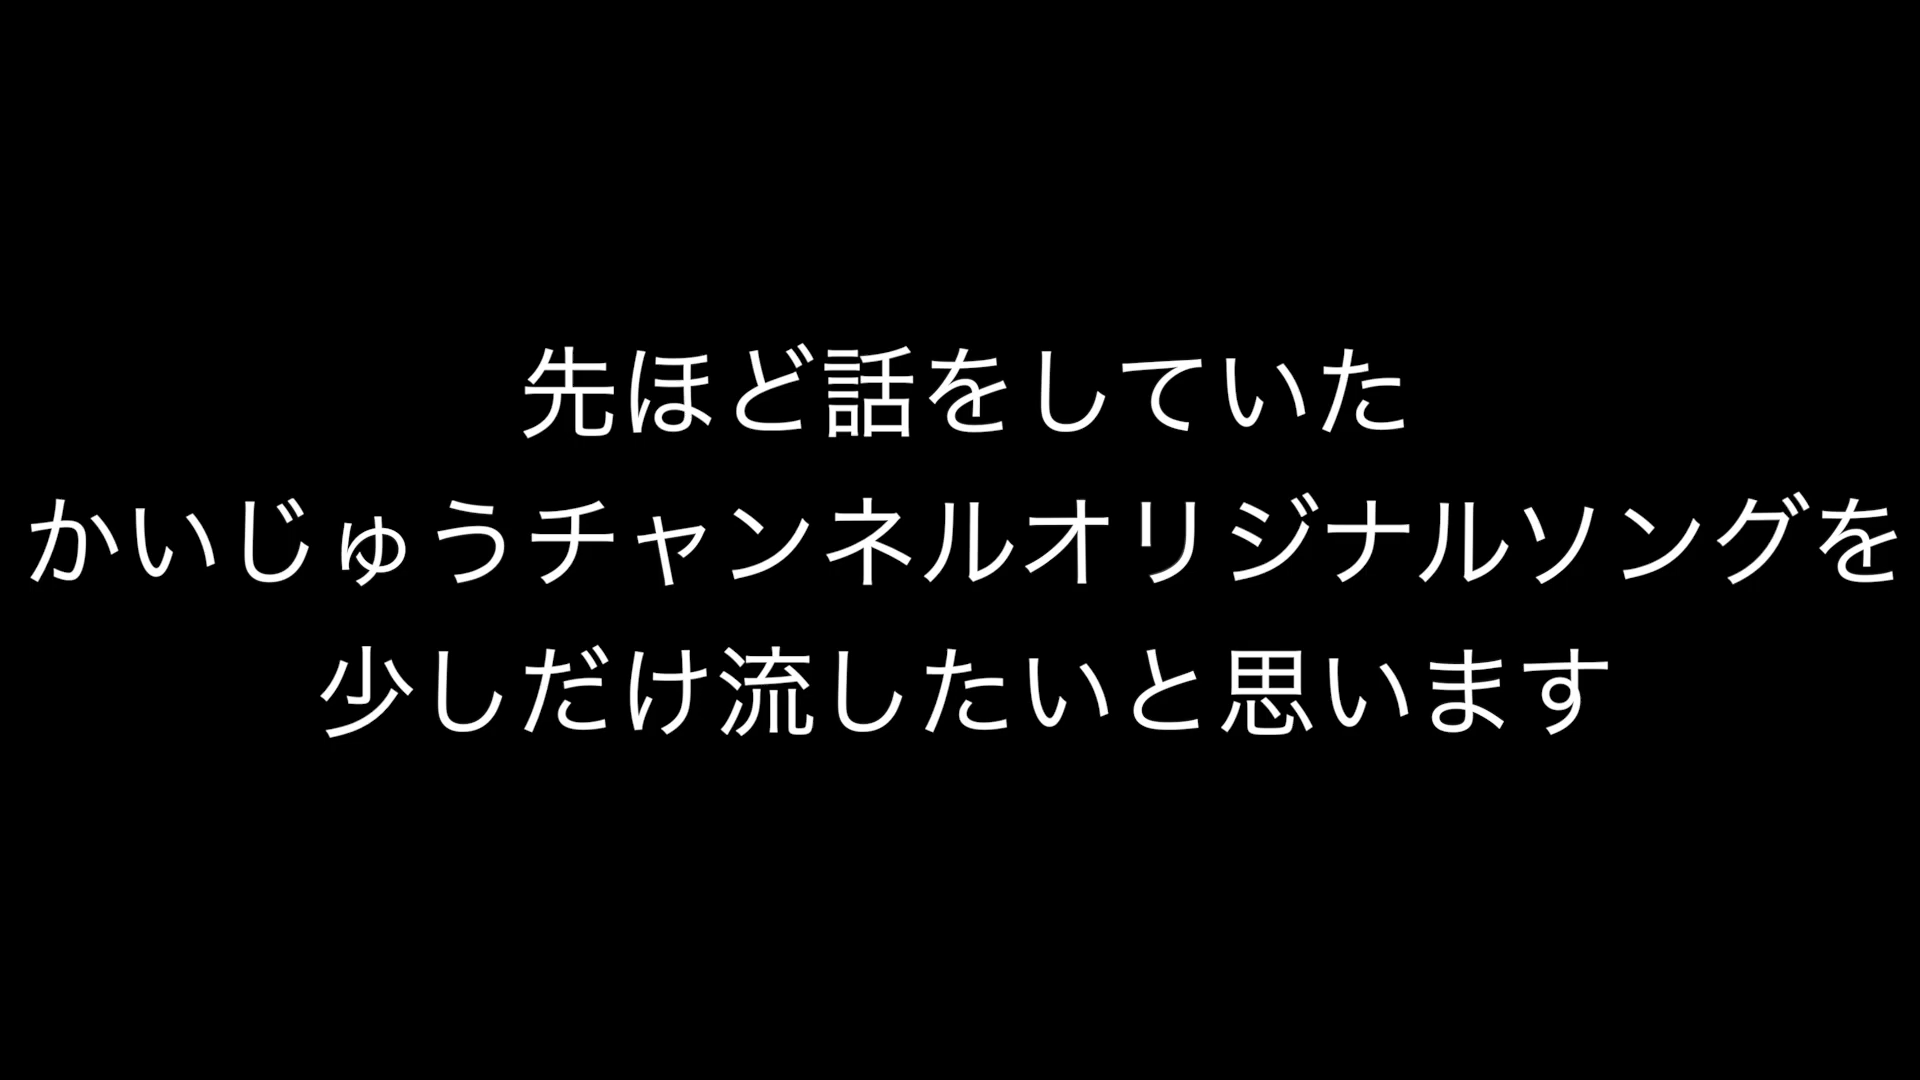 先ほど話をしていた
かいじゅうチャンネルオリジナルソングを
少しだけ流したいと思います